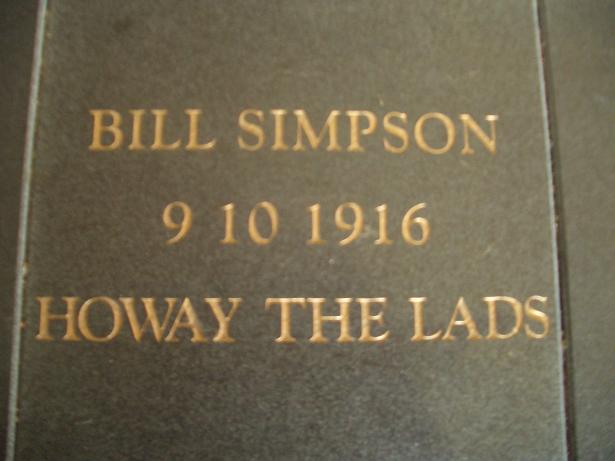 BILL SIMPSON
9 10 1916
HOWAY THE LADS